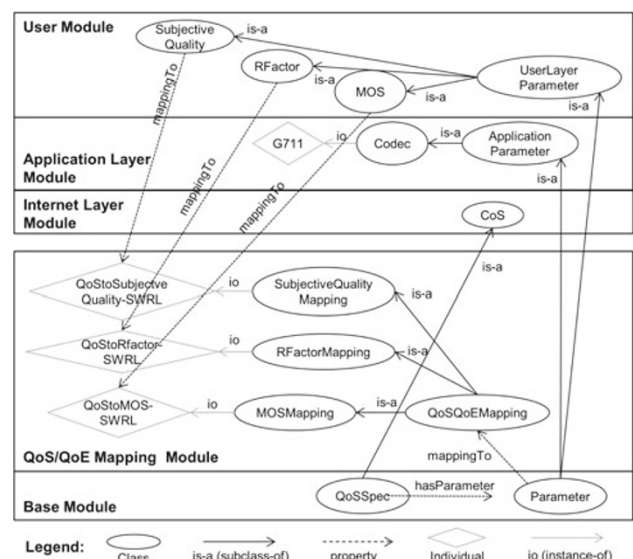 User Module
Subjective
Quality
is-a
RFactor
is-a
MOS
is-a
UserLayer
Parameter
is-a
mappingTo
Application Layer
Module
G711
io
Codec
is-a
Application
Parameter
is-a
mappingTo
mappingTo
Internet Layer
Module
CoS
is-a
QoStoSubjectve
Quality-SWRL
io
SubjectiveQuality
Mapping
is-a
QoStoRfactor-
SWRL
io
RFactorMapping
is-a
QoStoMOS-
SWRL
io
MOSMapping
is-a
QoSQoEMapping
QoS/QoE Mapping Module
mappingTo
Base Module
QoSSpec
hasParameter
Parameter
Legend:
Class
is-a (subclass-of)
property
Individual
io (instance-of)